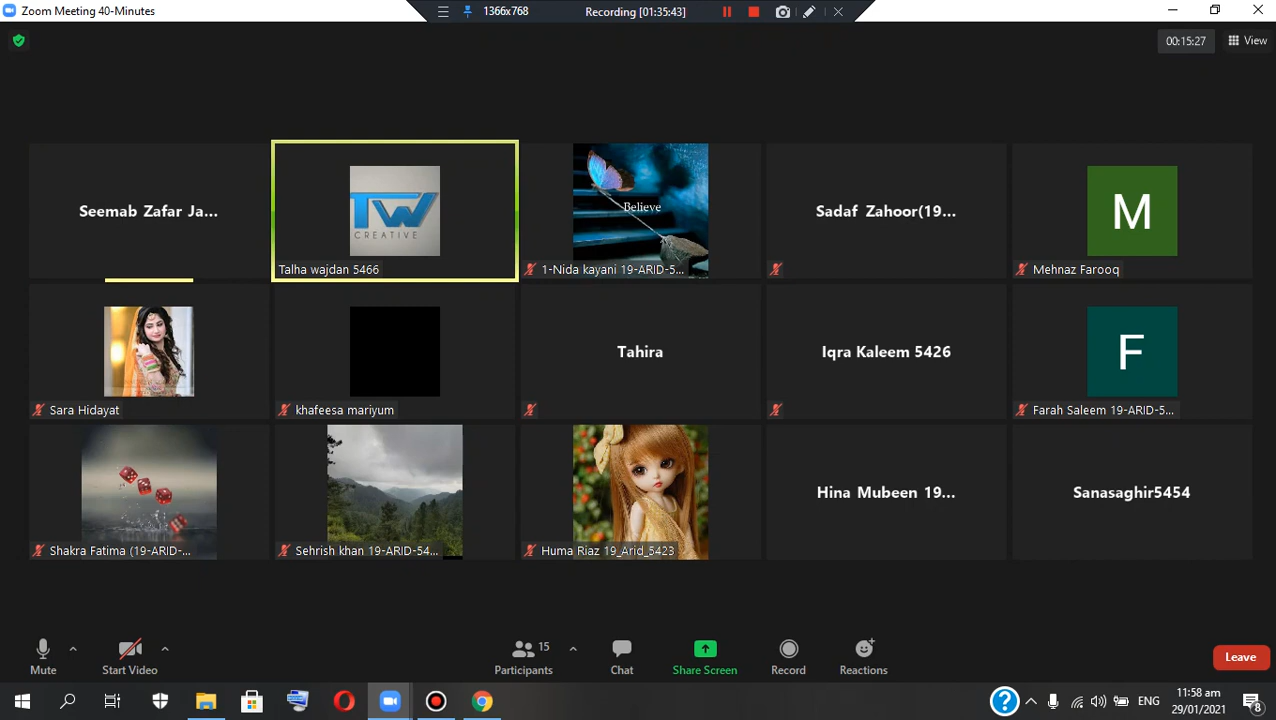 Zoom Meeting 40-Minutes
1366x768
Recording [01:35:43]
00:15:27
View
Seemab Zafar Ja...
TW
CREATIVE
Talha wajdan 5466
Believe
1-Nida kayani 19-ARID-5...
Sadaf Zahoor(19...
M
Mehnaz Farooq
Sara Hidayat
khafeesa mariyum
Tahira
Iqra Kaleem 5426
F
Farah Saleem 19-ARID-5...
Shakra Fatima (19-ARID-...
Sehrish khan 19-ARID-54...
Huma Riaz 19_Arid_5423
Hina Mubeen 19...
Sanasaghir5454
Mute
Start Video
15
Participants
Chat
Share Screen
Record
Reactions
Leave
ENG
11:58 am
29/01/2021
8